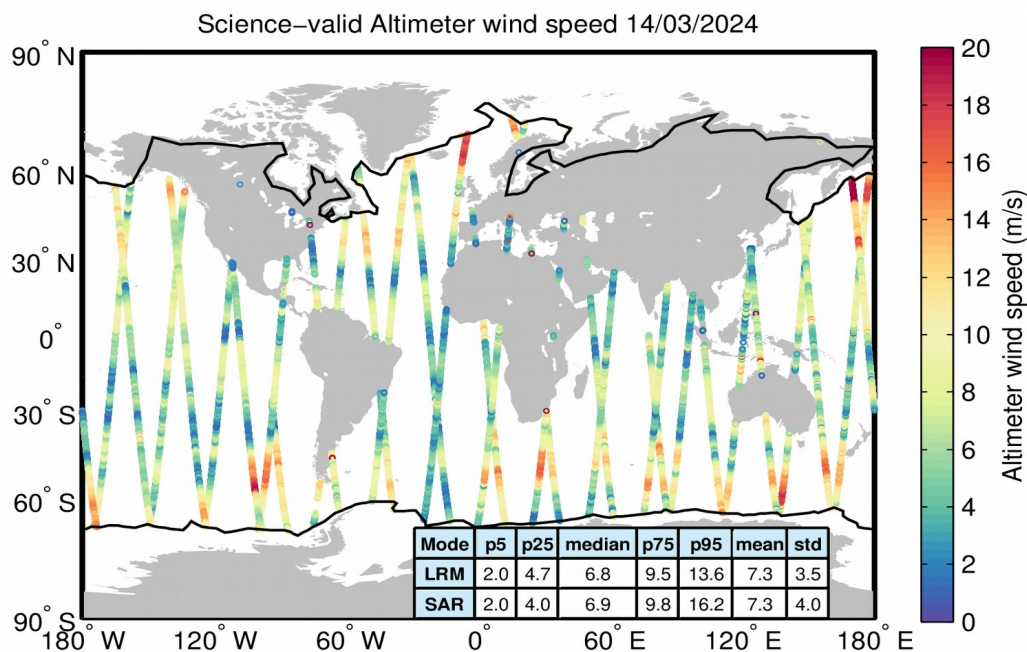 Science-valid Altimeter wind speed 14/03/2024
90° N
60° N
30° N
0°
30° S
60° S
90° S
180° W
120° W
60° W
0°
60° E
120° E
180° E
Mode p5 p25 median p75 p95 mean std
LRM 2.0 4.7 6.8 9.5 13.6 7.3 3.5
SAR 2.0 4.0 6.9 9.8 16.2 7.3 4.0
20
18
16
14
12
10
8
6
4
2
0
Altimeter wind speed (m/s)